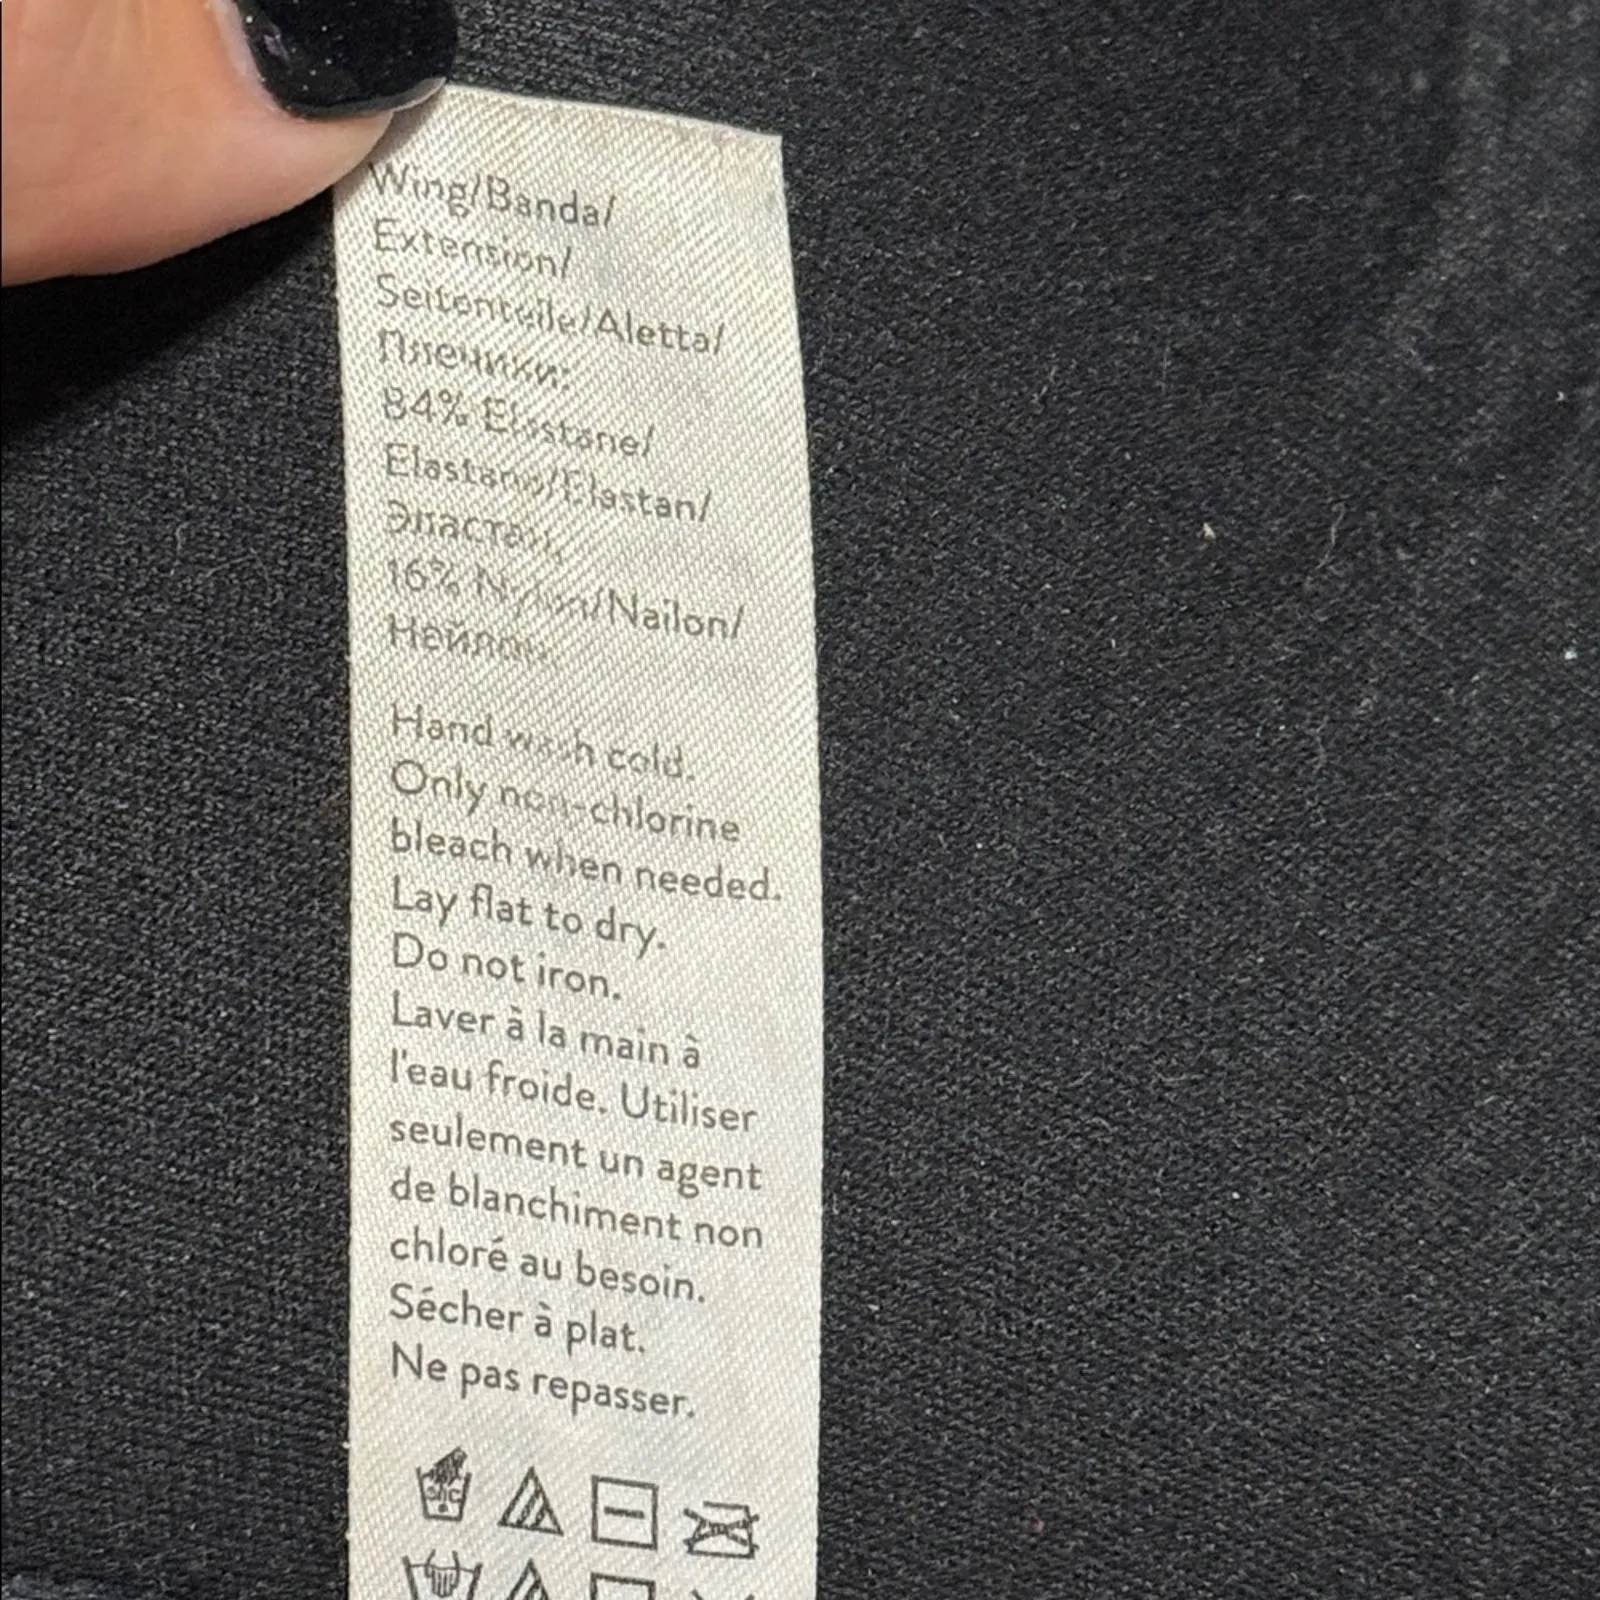 Wing/Banda/
Extension/
Seitenteile/Aletta/
Плечики:
84% Elastane/
Elastano/Elastan/
Эластан,
16% Nylon/Nailon/
Нейлон.
Hand wash cold.
Only non-chlorine
bleach when needed.
Lay flat to dry.
Do not iron.
Laver à la main à
l'eau froide. Utiliser
seulement un agent
de blanchiment non
chloré au besoin.
Sécher à plat.
Ne pas repasser.